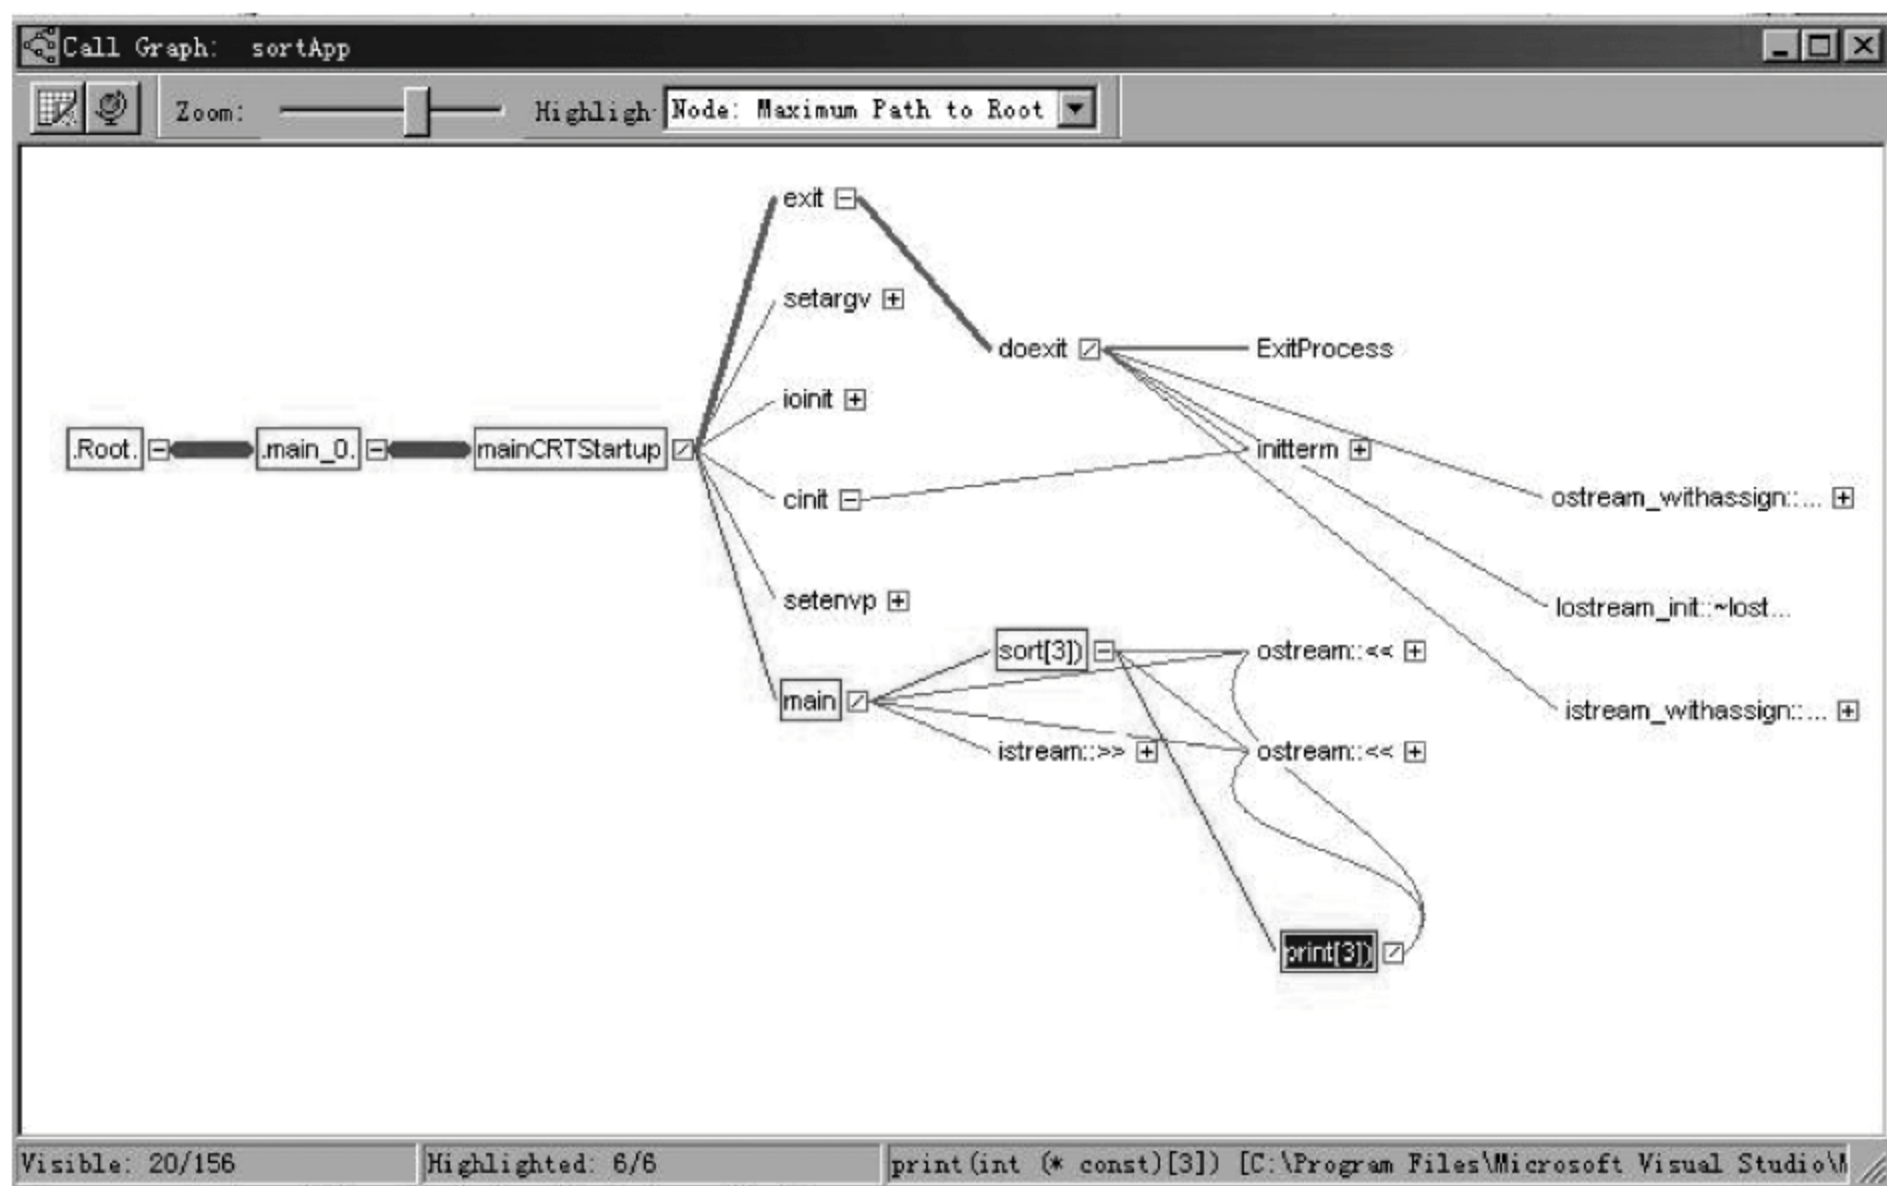 Call Graph: sortApp
Zoom:
Highligh
Node: Maximum Path to Root
exit
setargv
doexit
ExitProcess
ioinit
.Root.
.main_0.
mainCRTStartup
initterm
cinit
ostream_withassign::...
setenvp
lostream_init::~lost...
sort[3])
ostream::<<
main
istream_withassign::...
istream::>>
ostream::<<
print[3])
Visible: 20/156
Highlighted: 6/6
print(int (* const)[3]) [C:\Program Files\Microsoft Visual Studio\M